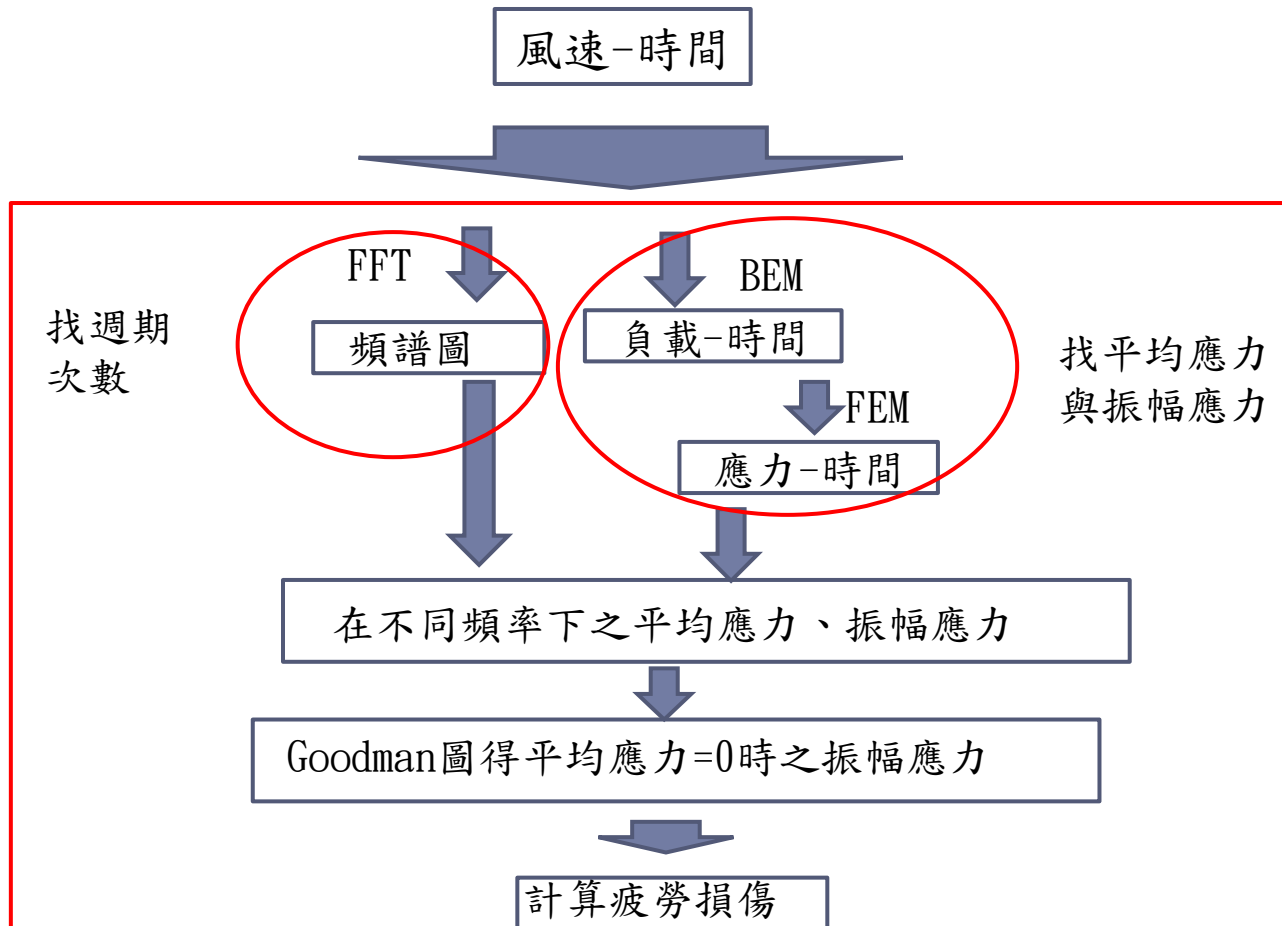 風速-時間
FFT
BEM
找週期
次數
頻譜圖
負載-時間
找平均應力
與振幅應力
FEM
應力-時間
在不同頻率下之平均應力、振幅應力
Goodman圖得平均應力=0時之振幅應力
計算疲勞損傷